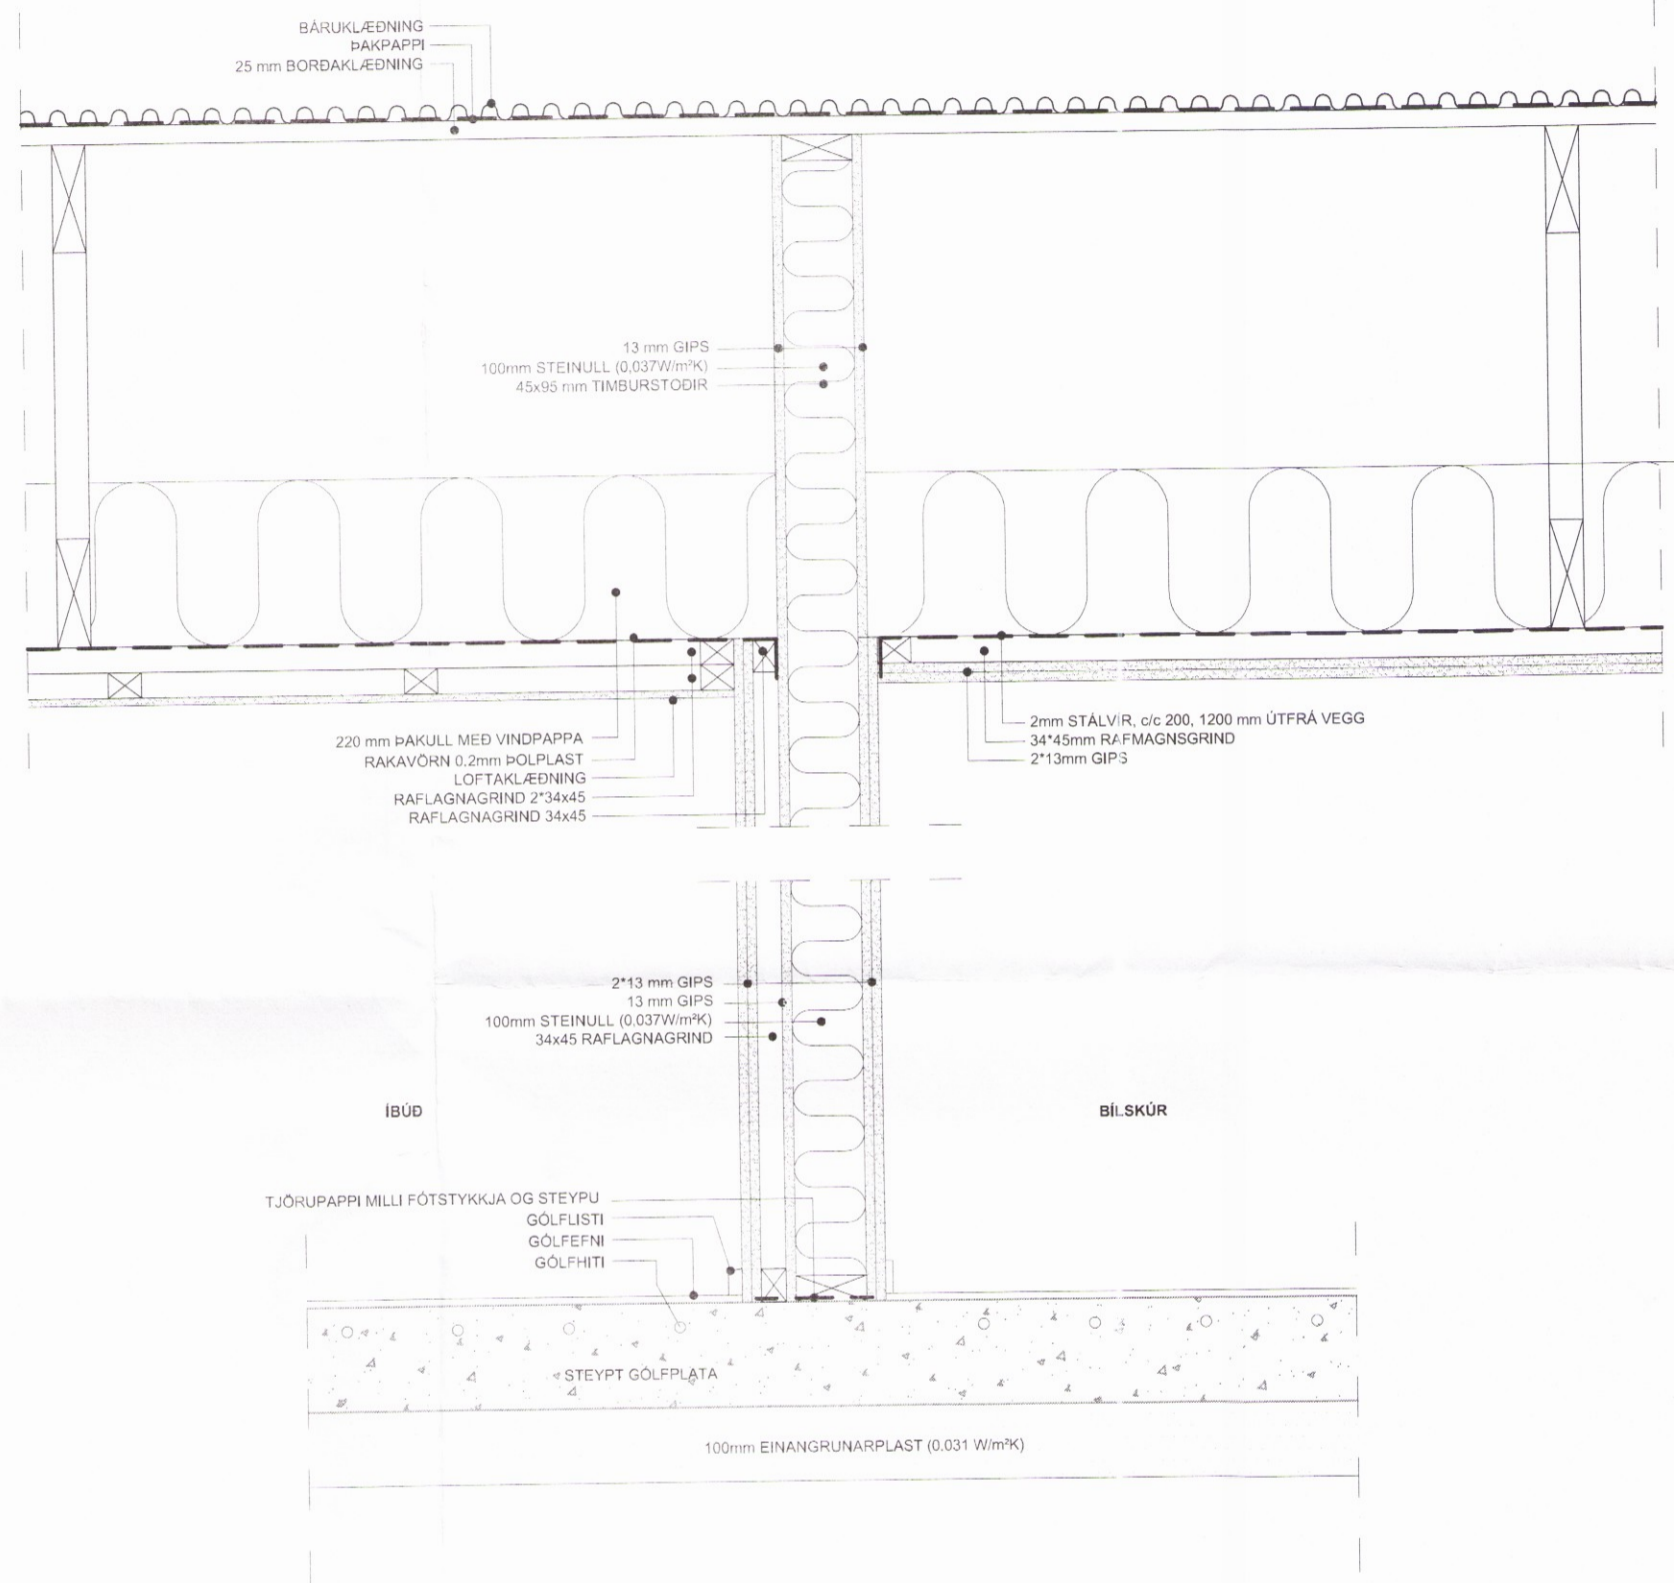 BÁRUKLÆÐNING
ÞAKPAPPI
25 mm BORÐAKLÆÐNING
13 mm GIPS
100mm STEINULL (0,037W/m²K)
45x95 mm TIMBURSTOÐIR
220 mm ÞAKULL MEÐ VINDPAPPA
RAKAVÖRN 0.2mm ÞOLPLAST
LOFTAKLÆÐNING
RAFLAGNAGRIND 2*34x45
RAFLAGNAGRIND 34x45
2mm STÁLVÍR, c/c 200, 1200 mm ÚTFRÁ VEGG
34*45mm RAFMAGNSGRIND
2*13mm GIPS
2*13 mm GIPS
13 mm GIPS
100mm STEINULL (0,037W/m²K)
34x45 RAFLAGNAGRIND
ÍBÚÐ
BÍLSKÚR
TJÖRUPAPPI MILLI FÓTSTYKKJA OG STEYPU
GÓLFLISTI
GÓLFEFNI
GÓLFHITI
STEYPT GÓLFPLATA
100mm EINANGRUNARPLAST (0.031 W/m²K)